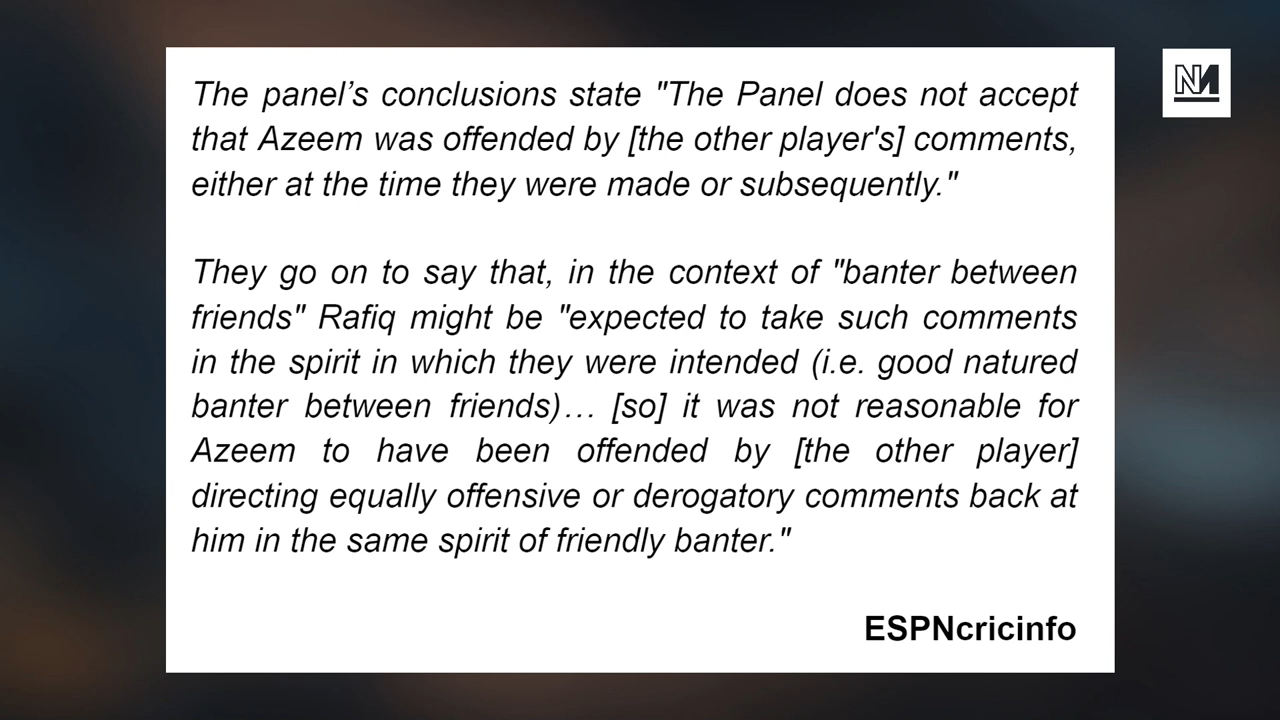 The panel’s conclusions state "The Panel does not accept
that Azeem was offended by [the other player's] comments,
either at the time they were made or subsequently."
They go on to say that, in the context of "banter between
friends" Rafiq might be "expected to take such comments
in the spirit in which they were intended (i.e. good natured
banter between friends)… [so] it was not reasonable for
Azeem to have been offended by [the other player]
directing equally offensive or derogatory comments back at
him in the same spirit of friendly banter."
ESPNcricinfo
NM